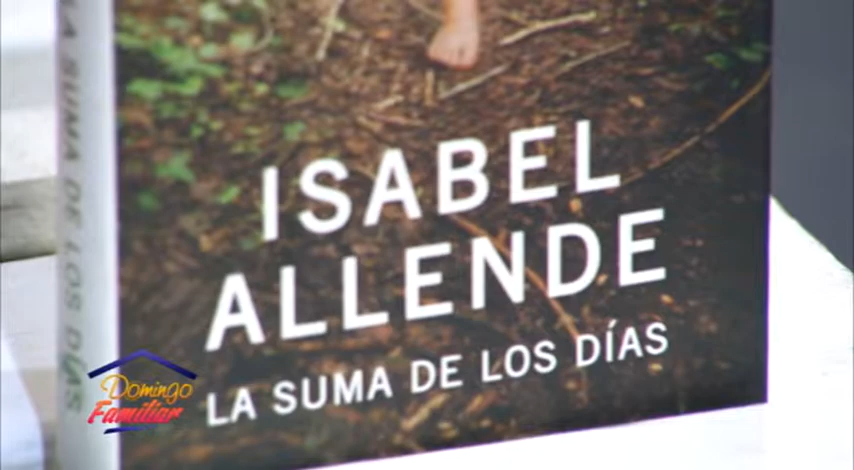 ISABEL
ALLENDE
LA SUMA DE LOS DÍAS
LA SUMA DE LOS DÍAS
Domingo
Familiar